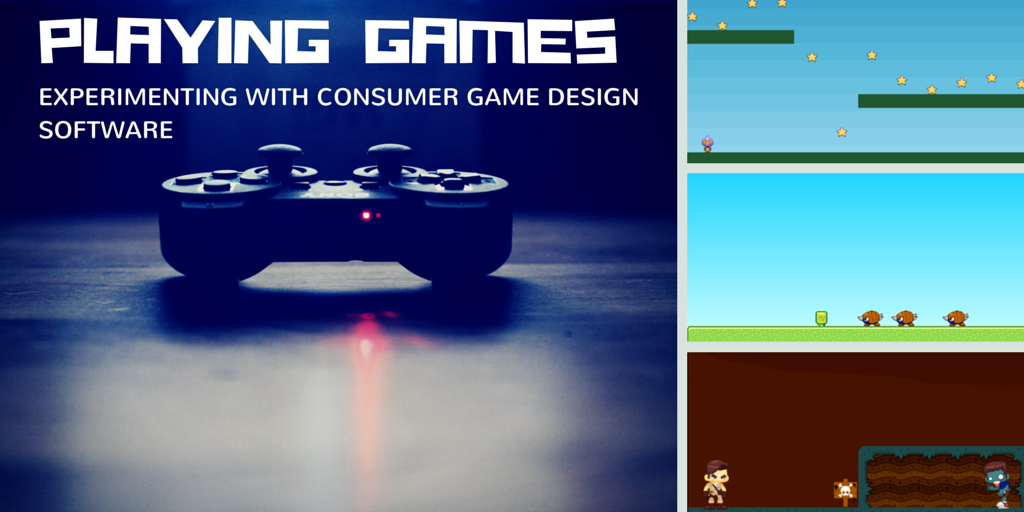 PLAYING GAMES
EXPERIMENTING WITH CONSUMER GAME DESIGN
SOFTWARE